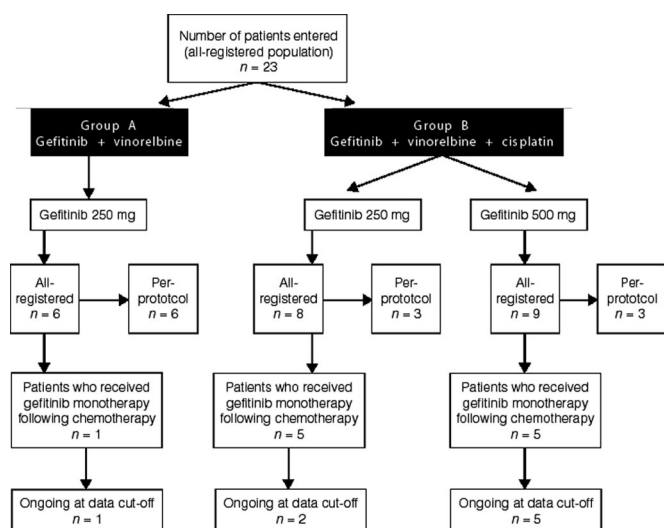 Number of patients entered
(all-registered population)
n = 23
Group A
Gefitinib + vinorelbine
Group B
Gefitinib + vinorelbine + cisplatin
Gefitinib 250 mg
Gefitinib 250 mg
Gefitinib 500 mg
All-
registered
n = 6
Per-
prototcol
n = 6
All-
registered
n = 8
Per-
prototcol
n = 3
All-
registered
n = 9
Per-
prototcol
n = 3
Patients who received
gefitinib monotherapy
following chemotherapy
n = 1
Patients who received
gefitinib monotherapy
following chemotherapy
n = 5
Patients who received
gefitinib monotherapy
following chemotherapy
n = 5
Ongoing at data cut-off
n = 1
Ongoing at data cut-off
n = 2
Ongoing at data cut-off
n = 5